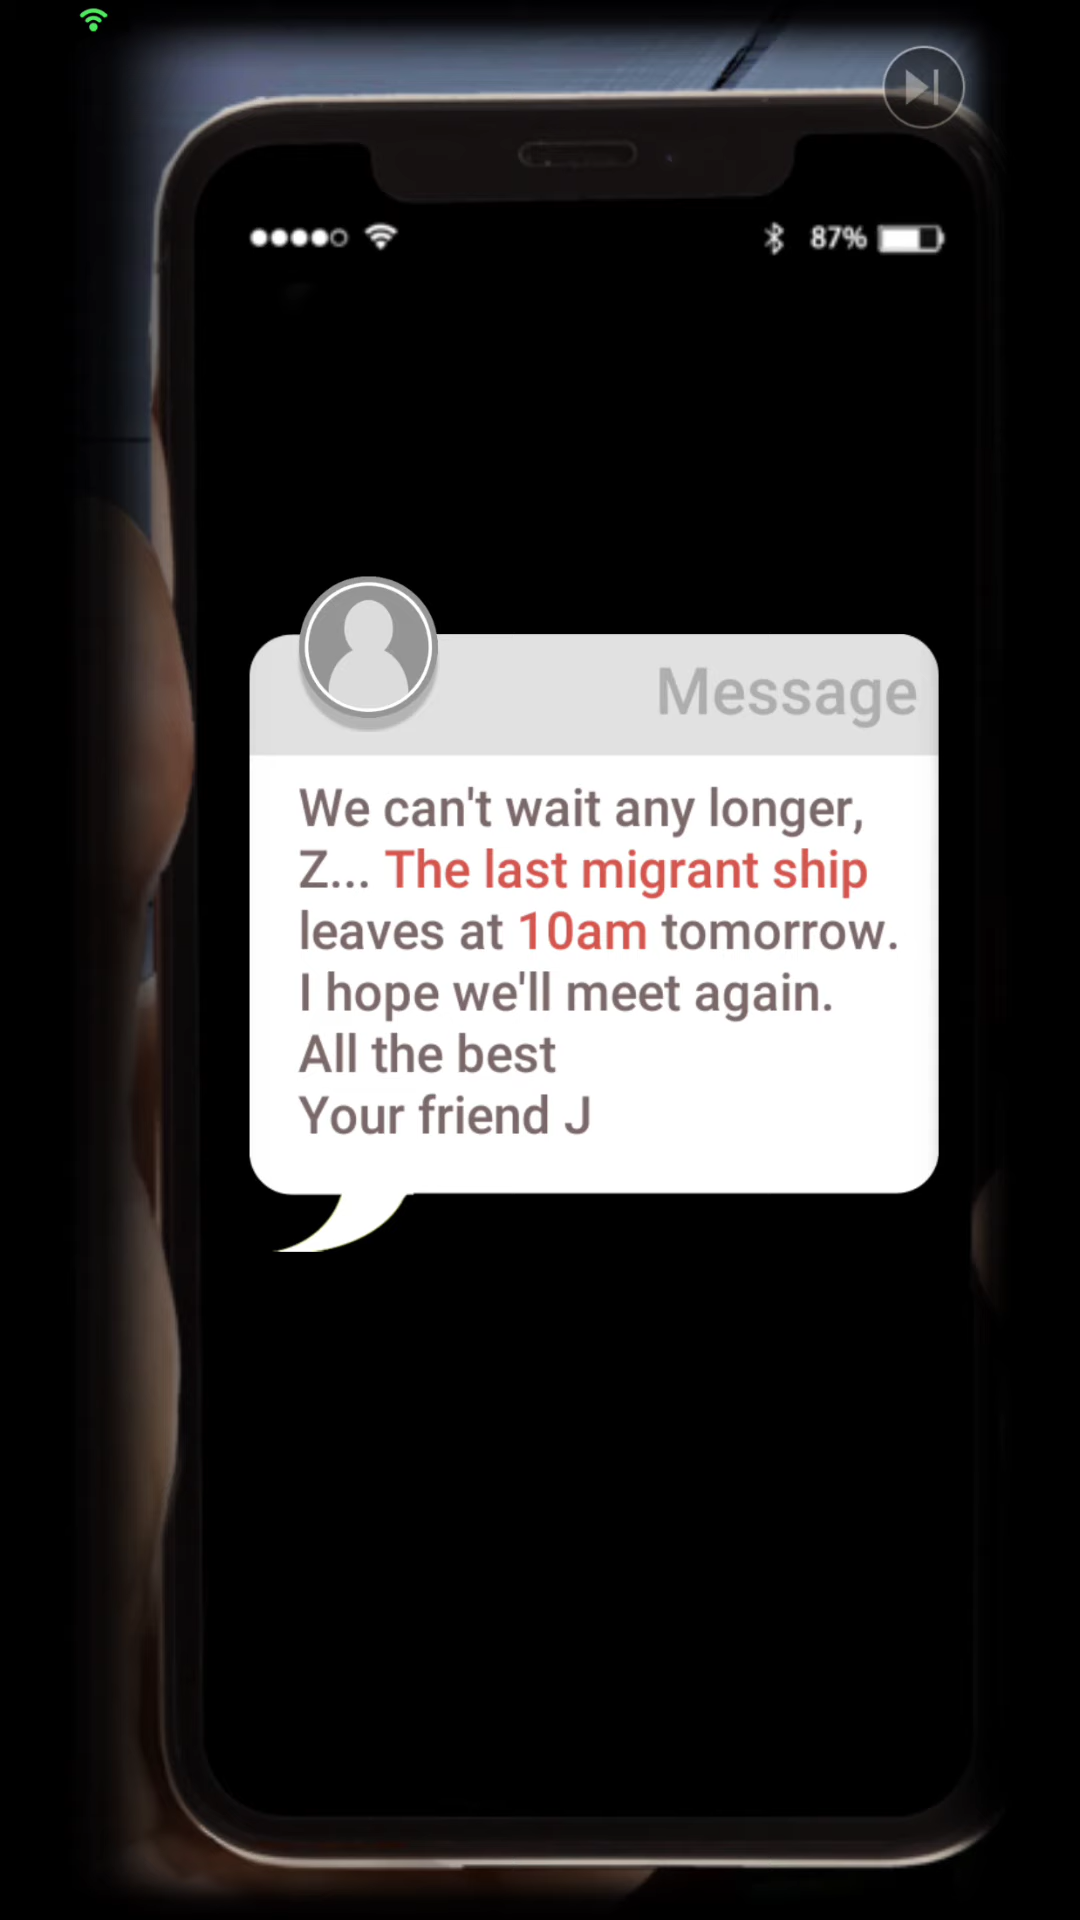 87%
Message
We can't wait any longer,
Z... The last migrant ship
leaves at 10am tomorrow.
I hope we'll meet again.
All the best
Your friend J